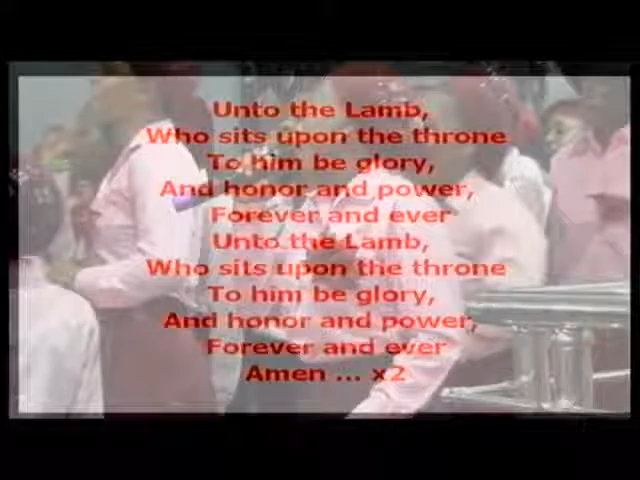 Unto the Lamb,
Who sits upon the throne
To him be glory,
And honor and power,
Forever and ever
Unto the Lamb,
Who sits upon the throne
To him be glory,
And honor and power,
Forever and ever
Amen ... x2